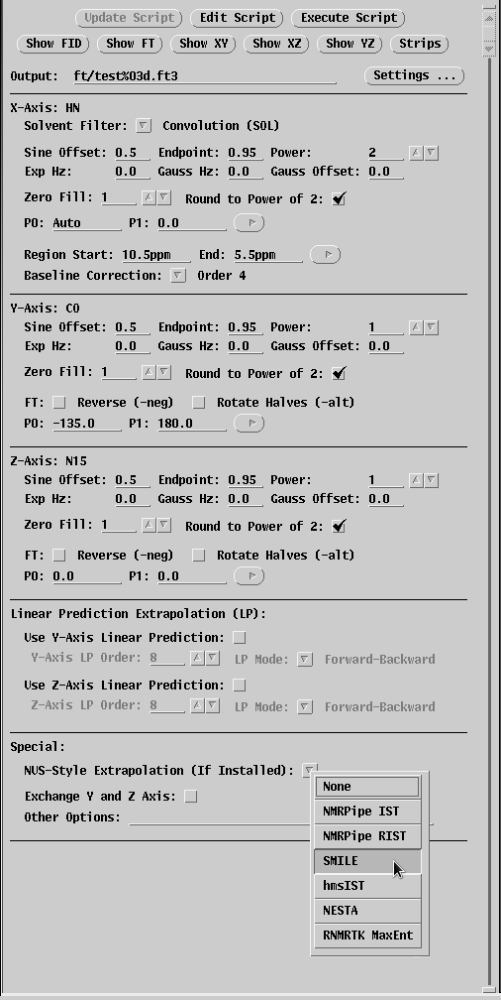 Update Script Edit Script Execute Script
Show FID Show FT Show XY Show XZ Show YZ Strips
Output: ft/test%03d.ft3 Settings ...
X-Axis: HN
Solvent Filter: Convolution (SOL)
Sine Offset: 0.5 Endpoint: 0.95 Power: 2
Exp Hz: 0.0 Gauss Hz: 0.0 Gauss Offset: 0.0
Zero Fill: 1 Round to Power of 2:
P0: Auto P1: 0.0
Region Start: 10.5ppm End: 5.5ppm
Baseline Correction: Order 4
Y-Axis: CO
Sine Offset: 0.5 Endpoint: 0.95 Power: 1
Exp Hz: 0.0 Gauss Hz: 0.0 Gauss Offset: 0.0
Zero Fill: 1 Round to Power of 2:
FT: Reverse (-neg) Rotate Halves (-alt)
P0: -135.0 P1: 180.0
Z-Axis: N15
Sine Offset: 0.5 Endpoint: 0.95 Power: 1
Exp Hz: 0.0 Gauss Hz: 0.0 Gauss Offset: 0.0
Zero Fill: 1 Round to Power of 2:
FT: Reverse (-neg) Rotate Halves (-alt)
P0: 0.0 P1: 0.0
Linear Prediction Extrapolation (LP):
Use Y-Axis Linear Prediction:
Y-Axis LP Order: 8 LP Mode: Forward-Backward
Use Z-Axis Linear Prediction:
Z-Axis LP Order: 8 LP Mode: Forward-Backward
Special:
NUS-Style Extrapolation (If Installed):
Exchange Y and Z Axis:
Other Options:
None
NMRPipe IST
NMRPipe RIST
SMILE
hmsIST
NESTA
RNMRTK MaxEnt